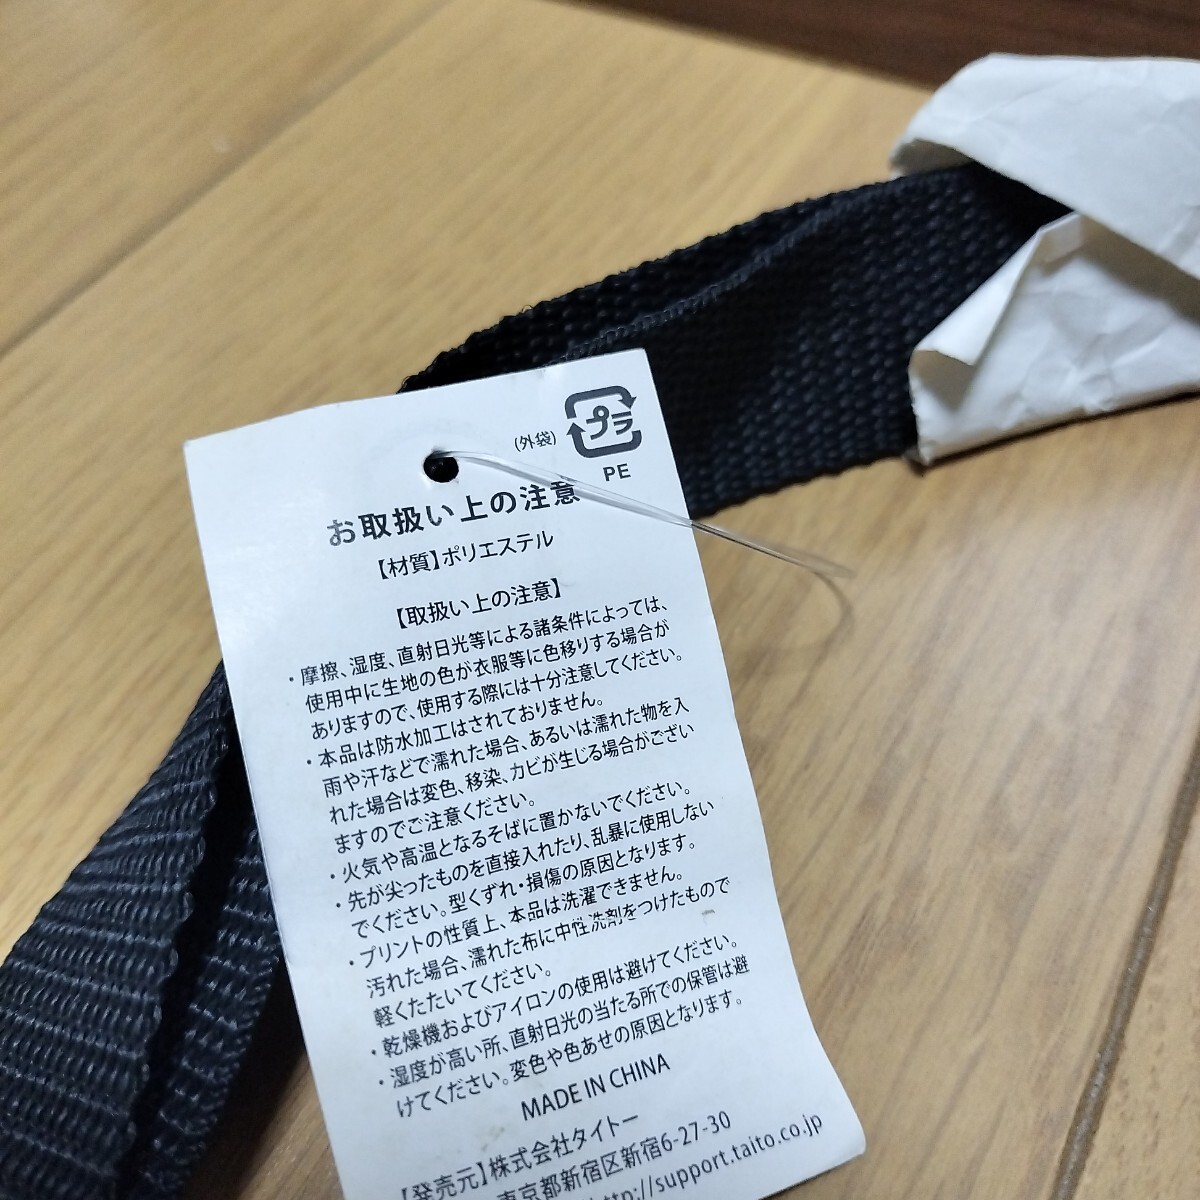 (外袋) プラ
PE
お取扱い上の注意
【材質】ポリエステル
【取扱い上の注意】
・摩擦、湿度、直射日光等による諸条件によっては、
使用中に生地の色が衣服等に色移りする場合が
ありますので、使用する際には十分注意してください。
・本品は防水加工はされておりません。
雨や汗などで濡れた場合、あるいは濡れた物を入
れた場合は変色、移染、カビが生じる場合がござい
ますのでご注意ください。
・火気や高温となるそばに置かないでください。
・先が尖ったものを直接入れたり、乱暴に使用しない
でください。型くずれ・損傷の原因となります。
・プリントの性質上、本品は洗濯できません。
汚れた場合、濡れた布に中性洗剤をつけたもので
軽くたたいてください。
・乾燥機およびアイロンの使用は避けてください。
・湿度が高い所、直射日光の当たる所での保管は避
けてください。変色や色あせの原因となります。
MADE IN CHINA
【発売元】株式会社タイトー
東京都新宿区新宿6-27-30
http://support.taito.co.jp